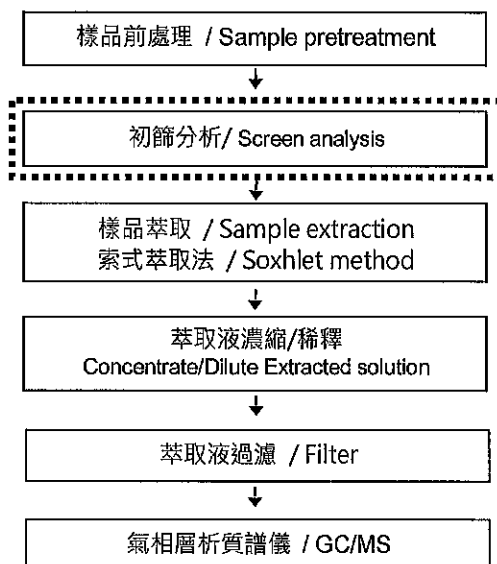 樣品前處理 / Sample pretreatment
初篩分析/ Screen analysis
樣品萃取 / Sample extraction
索式萃取法 / Soxhlet method
萃取液濃縮/稀釋
Concentrate/Dilute Extracted solution
萃取液過濾 / Filter
氣相層析質譜儀 / GC/MS